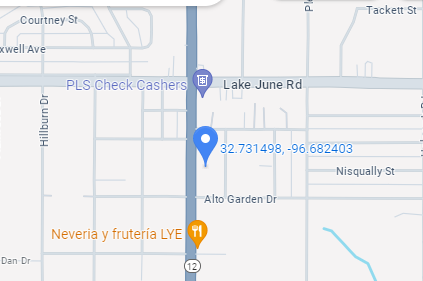 Courtney St
Tackett St
xwell Ave
PLS Check Cashers
Lake June Rd
Hillburn Dr
32.731498, -96.682403
Nisqually St
Alto Garden Dr
Neveria y frutería LYE
Dan Dr
12